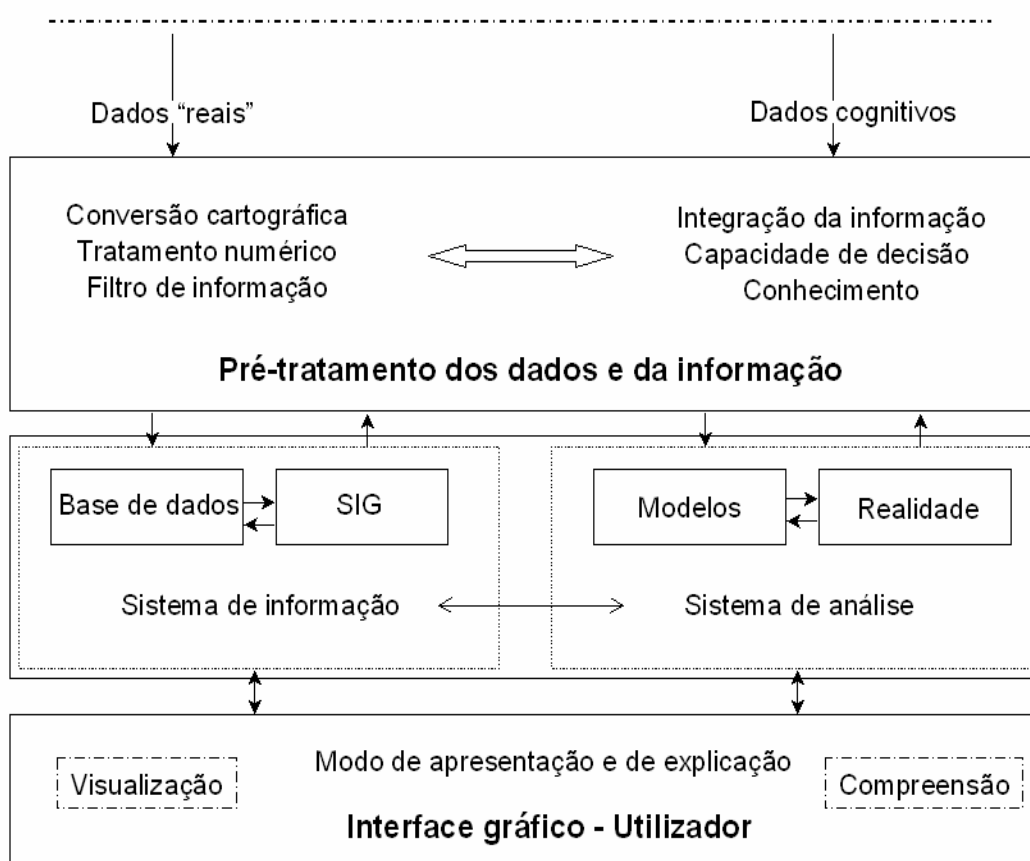 Dados “reais”
Dados cognitivos
Conversão cartográfica
Tratamento numérico
Filtro de informação
Integração da informação
Capacidade de decisão
Conhecimento
Pré-tratamento dos dados e da informação
Base de dados
SIG
Modelos
Realidade
Sistema de informação
Sistema de análise
Modo de apresentação e de explicação
Visualização
Compreensão
Interface gráfico - Utilizador